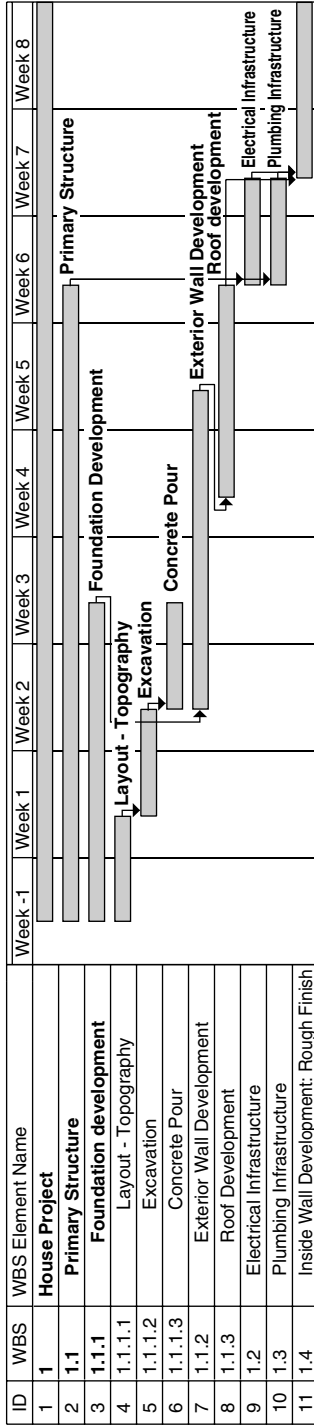 ID WBS WBS Element Name Week -1 Week 1 Week 2 Week 3 Week 4 Week 5 Week 6 Week 7 Week 8
1 1 House Project
2 1.1 Primary Structure Primary Structure
3 1.1.1 Foundation development Foundation Development
4 1.1.1.1 Layout - Topography Layout - Topography
5 1.1.1.2 Excavation Excavation
6 1.1.1.3 Concrete Pour Concrete Pour
7 1.1.2 Exterior Wall Development Exterior Wall Development
8 1.1.3 Roof Development Roof development
9 1.2 Electrical Infrastructure Electrical Infrastructure
10 1.3 Plumbing Infrastructure Plumbing Infrastructure
11 1.4 Inside Wall Development: Rough Finish